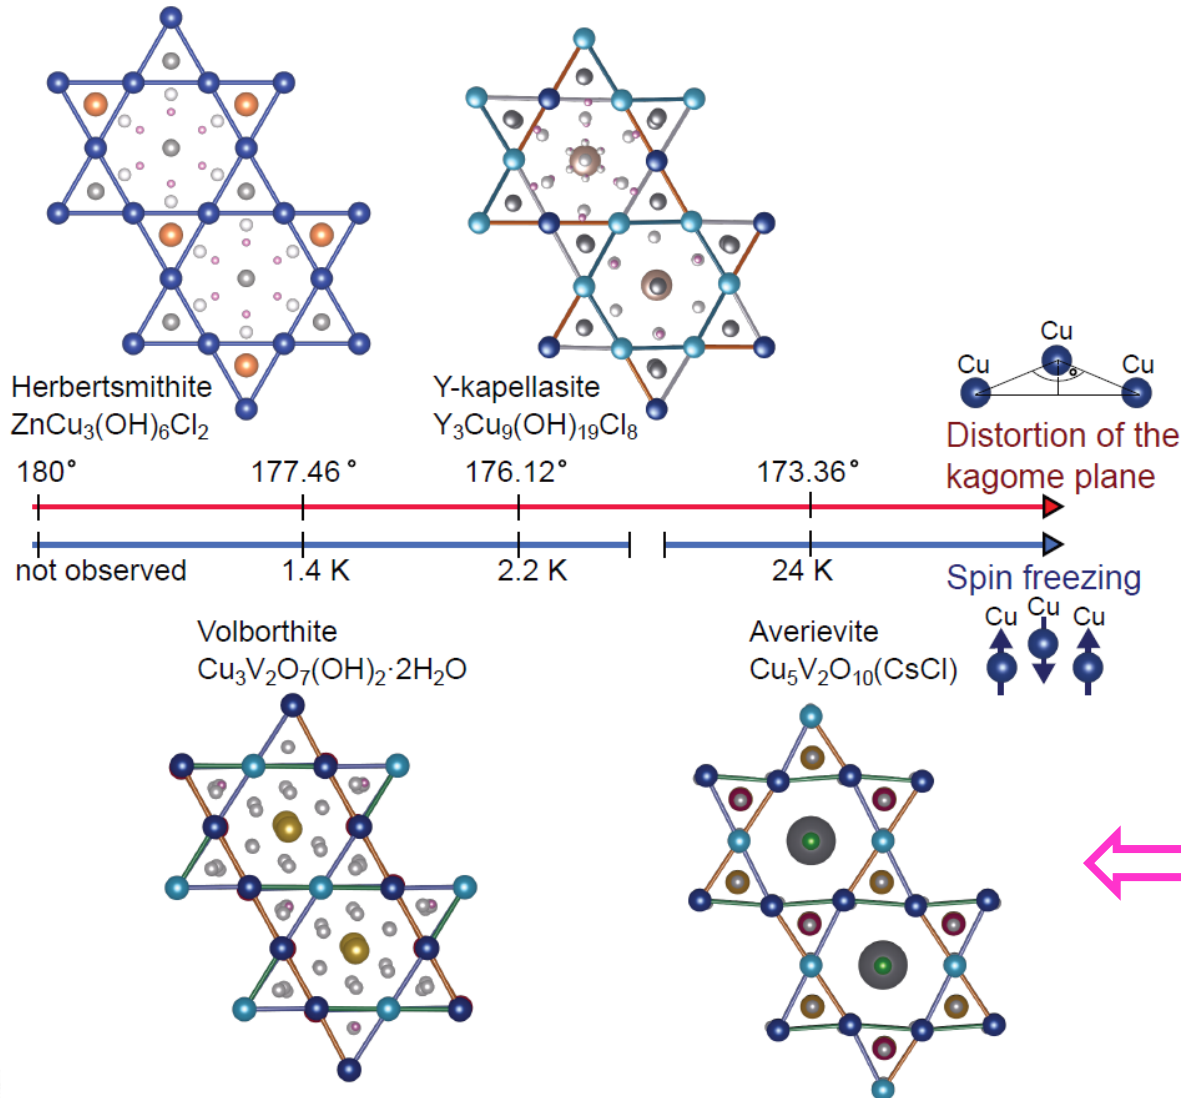 Herbertsmithite
ZnCu₃(OH)₆Cl₂
Y-kapellasite
Y₃Cu₉(OH)₁₉Cl₈
Cu
Cu
Cu
Distortion of the
kagome plane
180°
177.46°
176.12°
173.36°
not observed
1.4 K
2.2 K
24 K
Spin freezing
Cu
Cu
Cu
Volborthite
Cu₃V₂O₇(OH)₂·2H₂O
Averievite
Cu₅V₂O₁₀(CsCl)